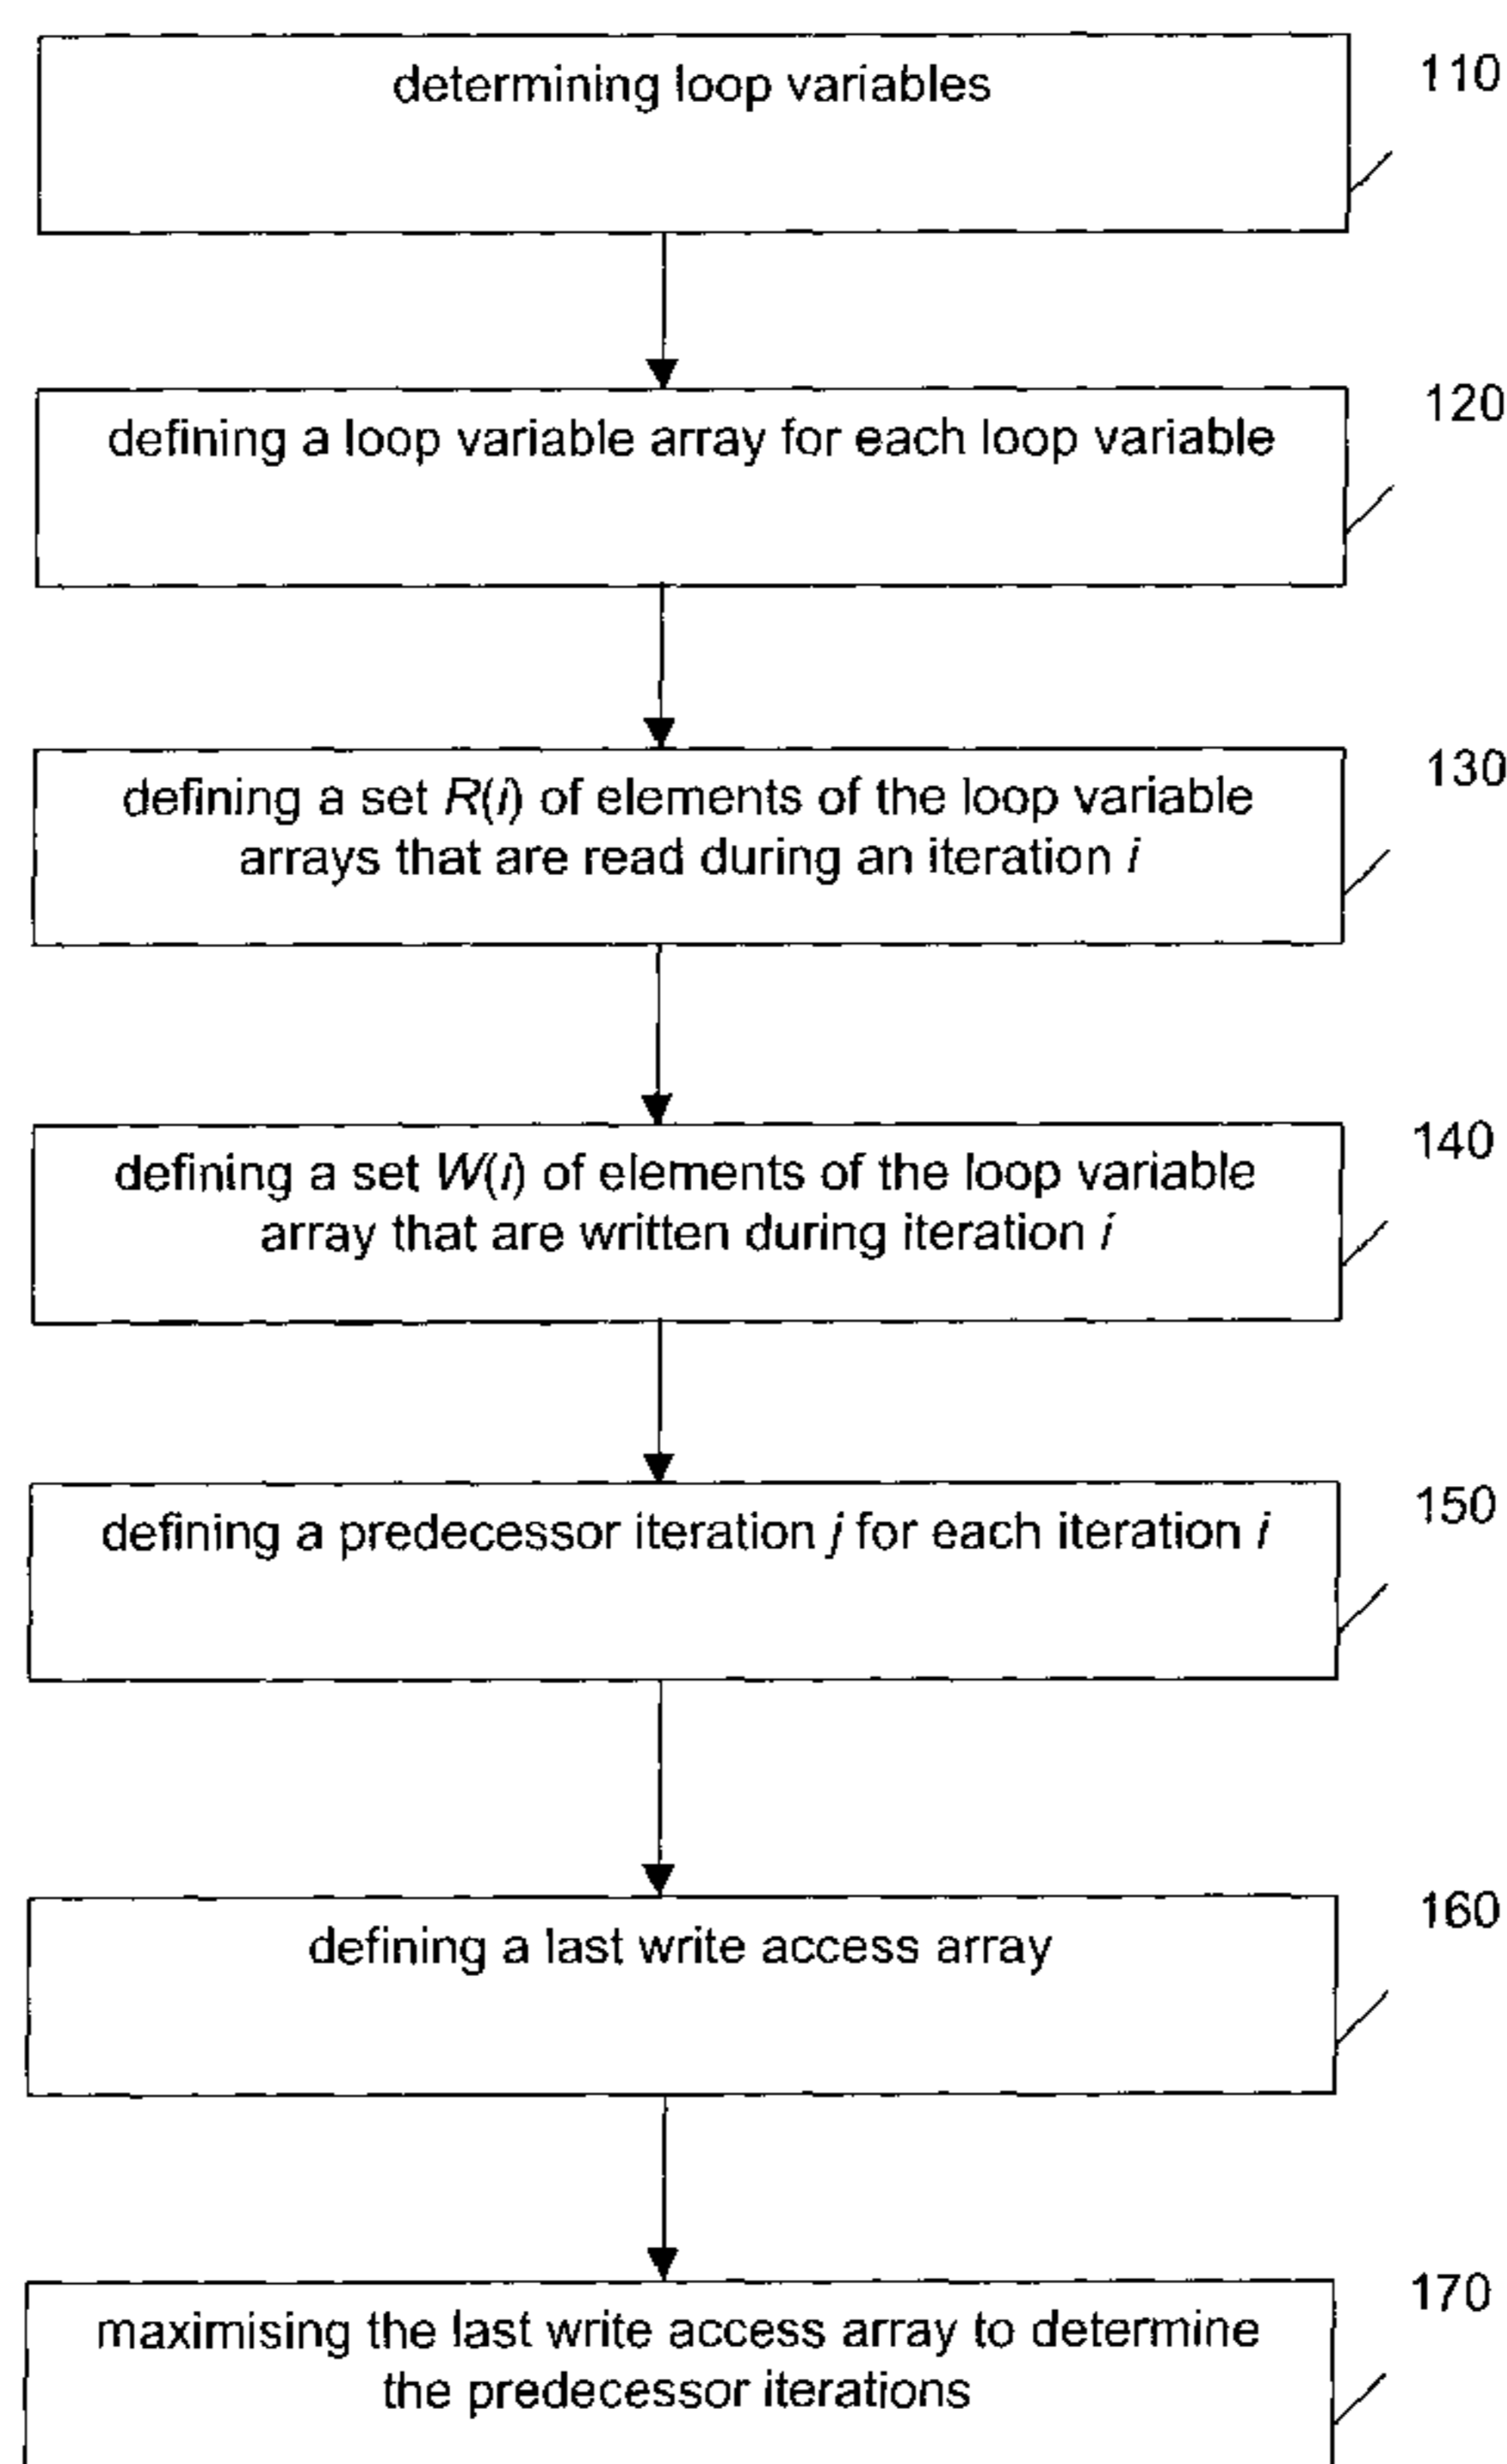 determining loop variables
110
defining a loop variable array for each loop variable
120
defining a set R(i) of elements of the loop variable
arrays that are read during an iteration i
130
defining a set W(i) of elements of the loop variable
array that are written during iteration i
140
defining a predecessor iteration j for each iteration i
150
defining a last write access array
160
maximising the last write access array to determine
the predecessor iterations
170